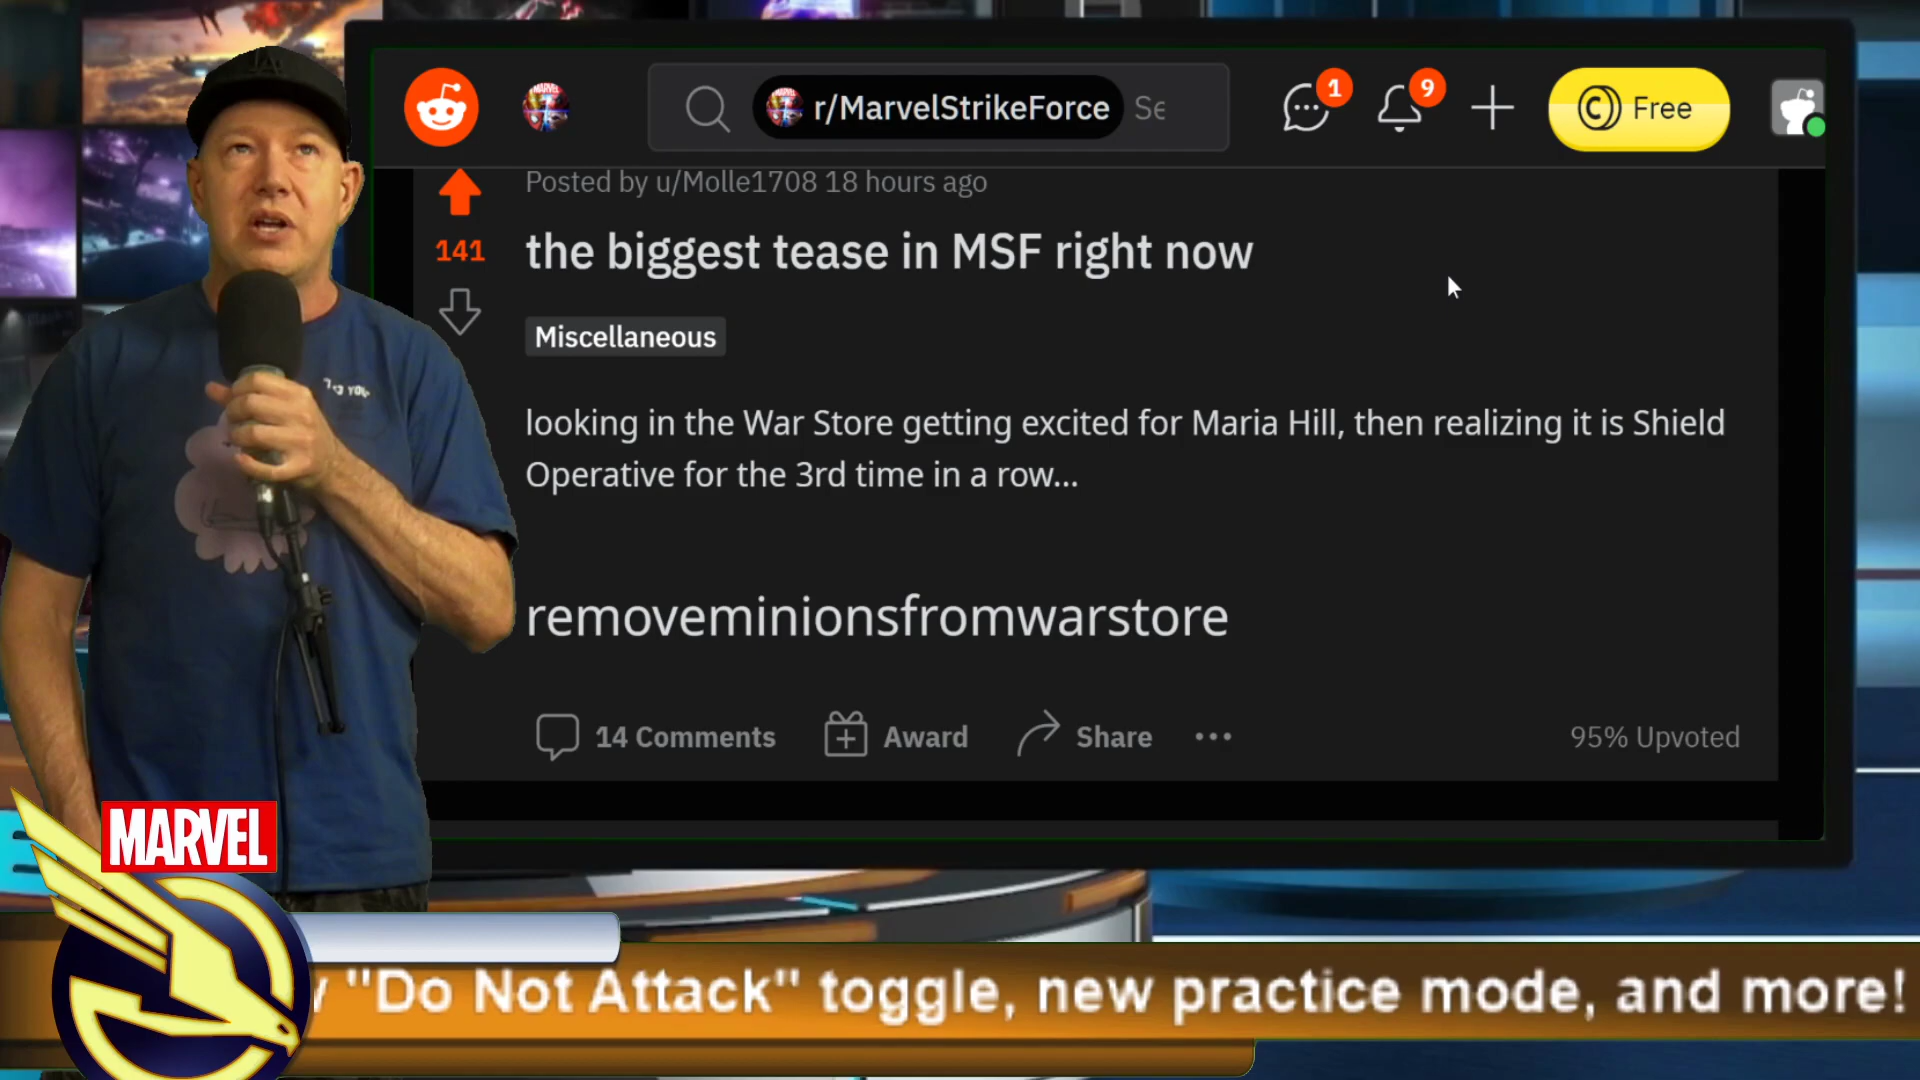 r/MarvelStrikeForce Se
1
9
Free
Posted by u/Molle1708 18 hours ago
141
the biggest tease in MSF right now
Miscellaneous
looking in the War Store getting excited for Maria Hill, then realizing it is Shield
Operative for the 3rd time in a row...
removeminionsfromwarstore
14 Comments
Award
Share
95% Upvoted
MARVEL
"Do Not Attack" toggle, new practice mode, and more!